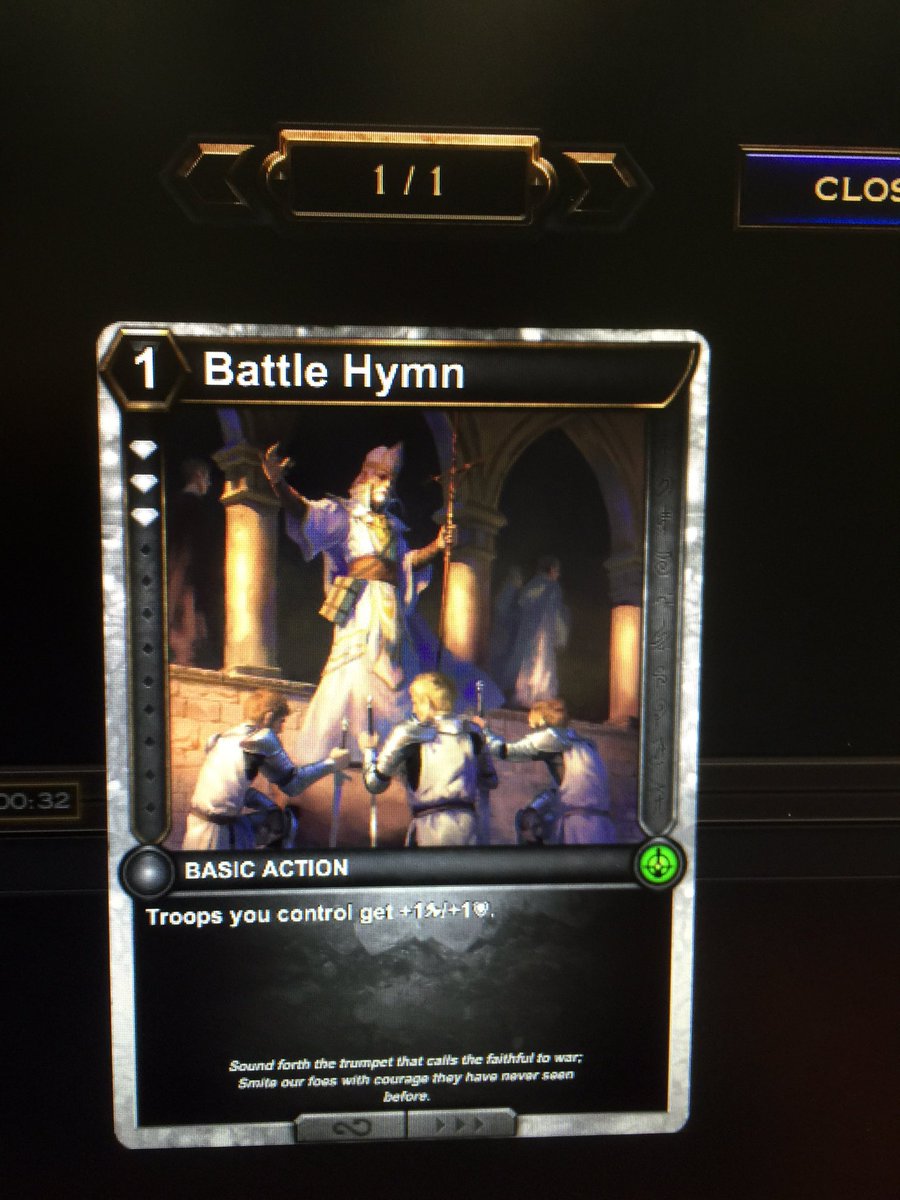 1/1
CLOS
1 Battle Hymn
00:32
BASIC ACTION
Troops you control get +1/+1.
Sound forth the trumpet that calls the faithful to war;
Smite our foes with courage they have never seen
before.